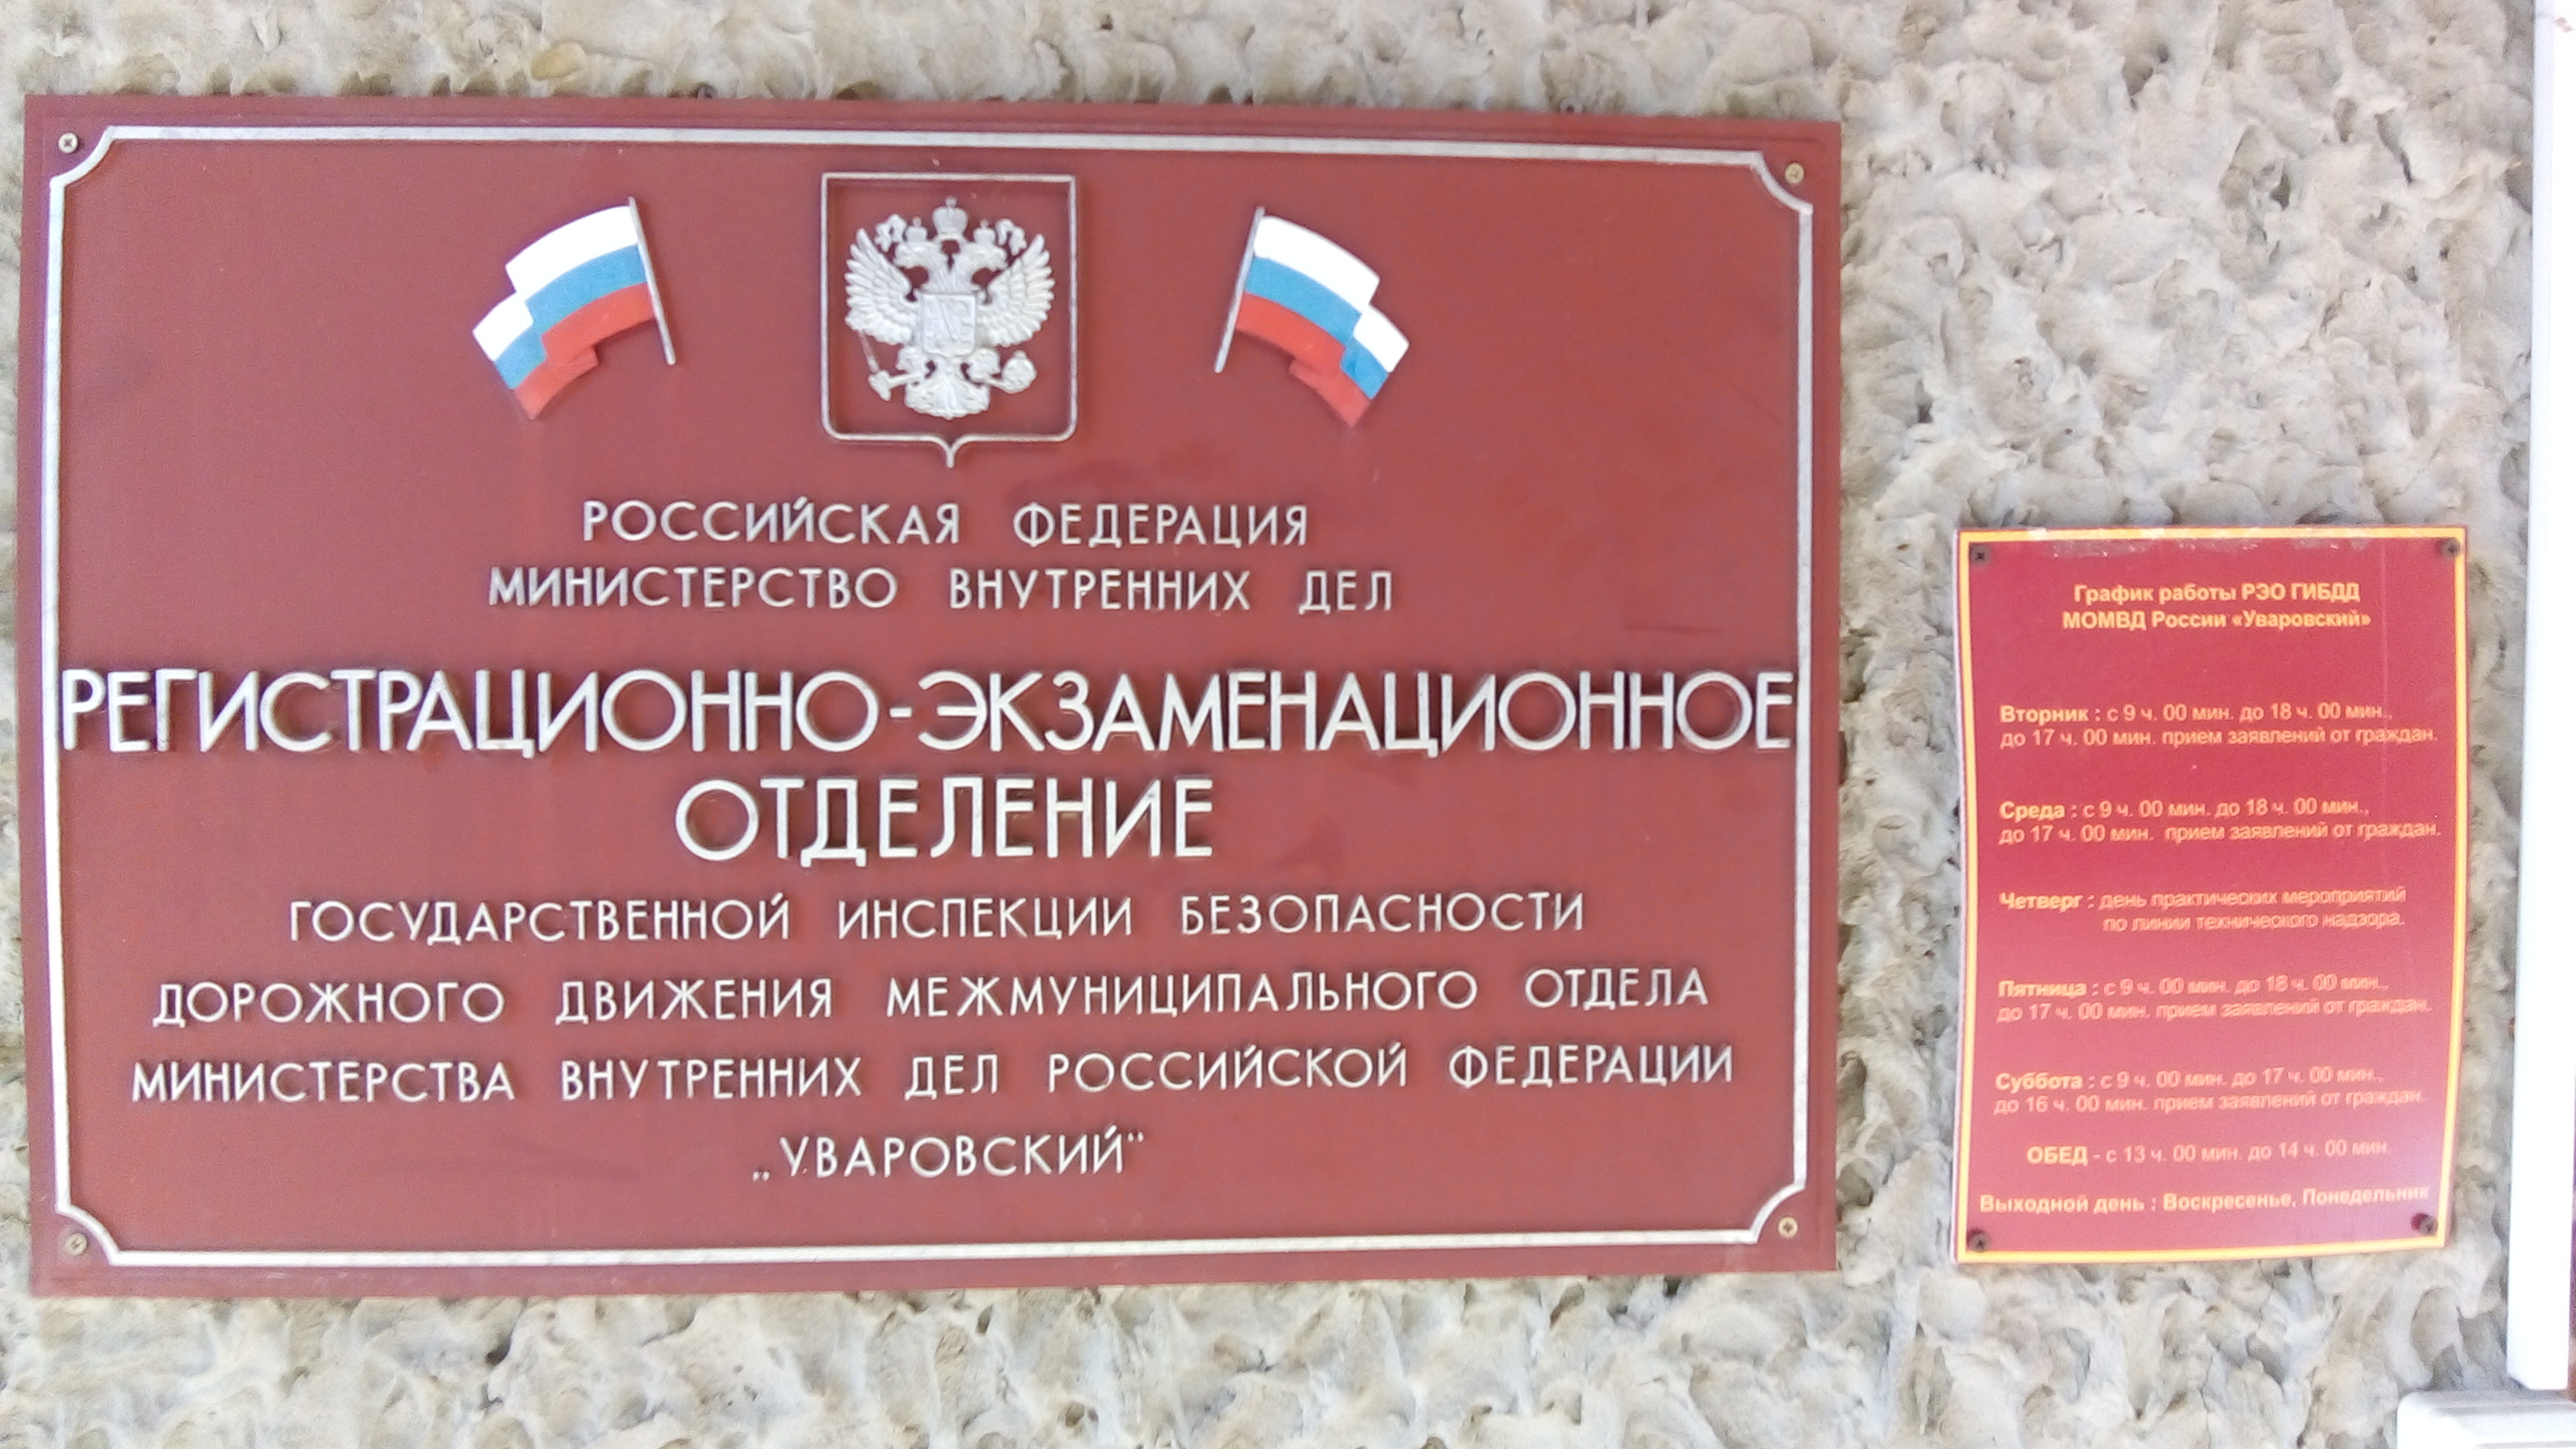 РОССИЙСКАЯ ФЕДЕРАЦИЯ
МИНИСТЕРСТВО ВНУТРЕННИХ ДЕЛ
РЕГИСТРАЦИОННО-ЭКЗАМЕНАЦИОННОЕ
ОТДЕЛЕНИЕ
ГОСУДАРСТВЕННОЙ ИНСПЕКЦИИ БЕЗОПАСНОСТИ
ДОРОЖНОГО ДВИЖЕНИЯ МЕЖМУНИЦИПАЛЬНОГО ОТДЕЛА
МИНИСТЕРСТВА ВНУТРЕННИХ ДЕЛ РОССИЙСКОЙ ФЕДЕРАЦИИ
„УВАРОВСКИЙ"
График работы РЭО ГИБДД
МОМВД России «Уваровский»
Вторник : с 9 ч. 00 мин. до 18 ч. 00 мин.,
до 17 ч. 00 мин. прием заявлений от граждан.
Среда : с 9 ч. 00 мин. до 18 ч. 00 мин.,
до 17 ч. 00 мин. прием заявлений от граждан.
Четверг : день практических мероприятий
по линии технического надзора.
Пятница : с 9 ч. 00 мин. до 18 ч. 00 мин.,
до 17 ч. 00 мин. прием заявлений от граждан.
Суббота : с 9 ч. 00 мин. до 17 ч. 00 мин.,
до 16 ч. 00 мин. прием заявлений от граждан.
ОБЕД - с 13 ч. 00 мин. до 14 ч. 00 мин.
Выходной день : Воскресенье, Понедельник